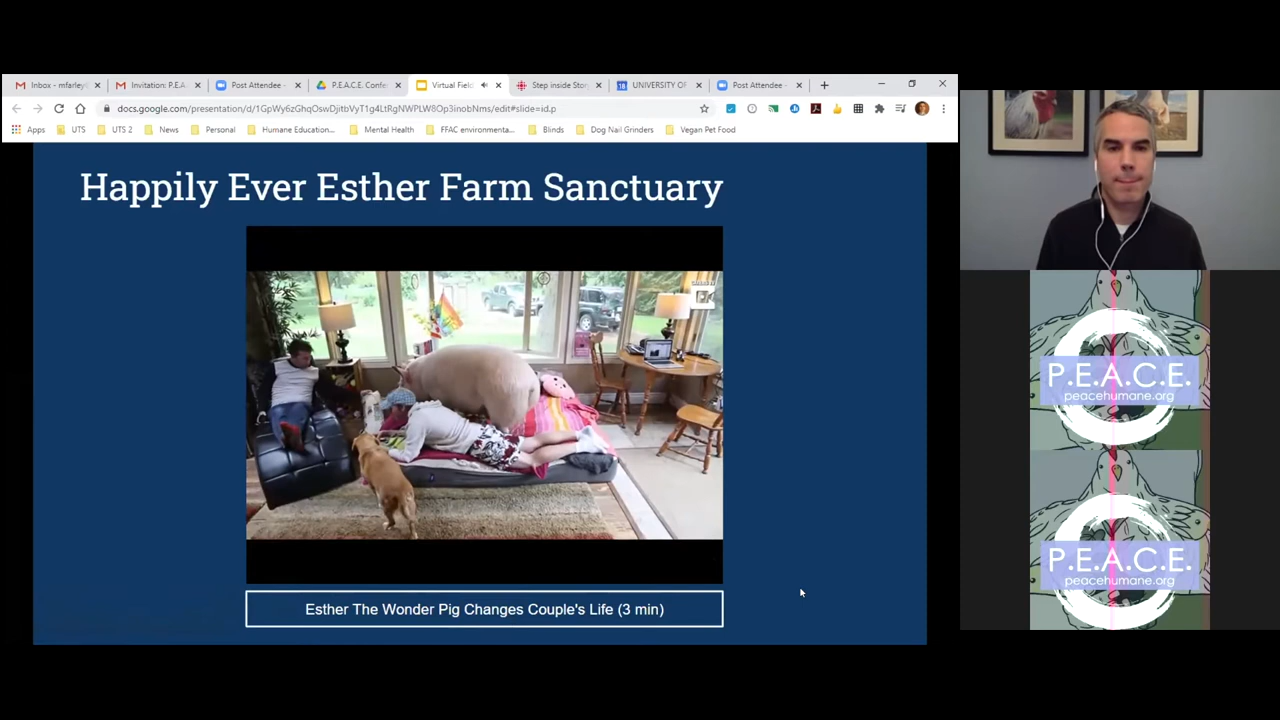 Inbox - mfarley@
Invitation: P.E.A
Post Attendee -
P.E.A.C.E. Confe
Virtual Field
Step inside Story
UNIVERSITY OF
Post Attendee -
docs.google.com/presentation/d/1GpWy6zGhqOswDjitbVyT1g4LtRgNWPLW8Op3inobNms/edit#slide=id.p
Apps
UTS
UTS 2
News
Personal
Humane Education...
Mental Health
FFAC environmenta...
Blinds
Dog Nail Grinders
Vegan Pet Food
Happily Ever Esther Farm Sanctuary
Esther The Wonder Pig Changes Couple's Life (3 min)
P.E.A.C.E.
peacehumane.org
P.E.A.C.E.
peacehumane.org